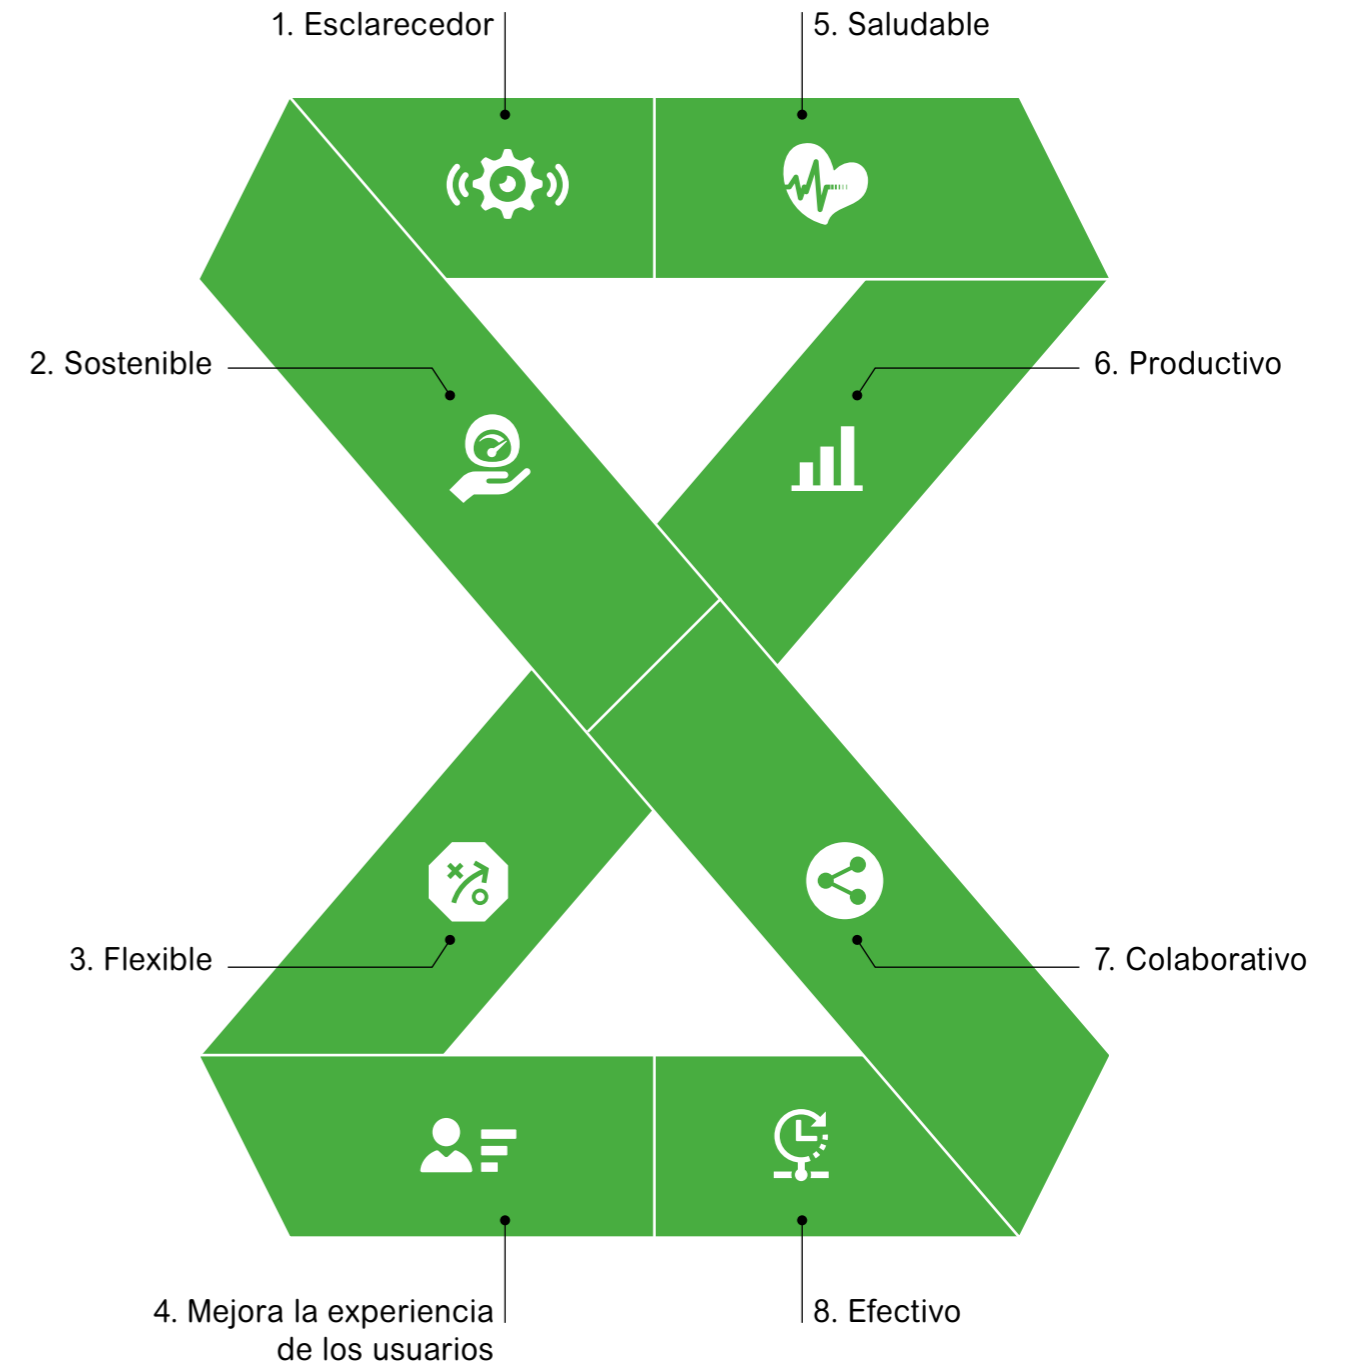 1. Esclarecedor
2. Sostenible
3. Flexible
4. Mejora la experiencia
de los usuarios
5. Saludable
6. Productivo
7. Colaborativo
8. Efectivo